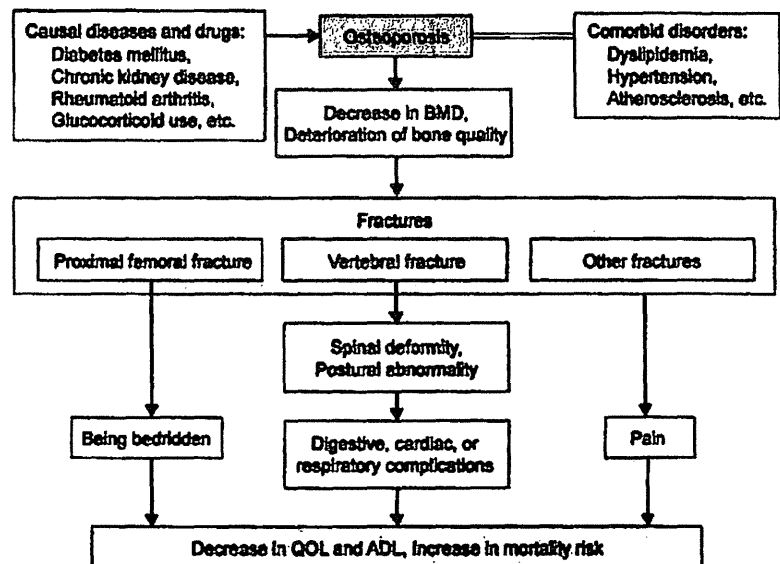 Causal diseases and drugs:
Diabetes mellitus,
Chronic kidney disease,
Rheumatoid arthritis,
Glucocorticoid use, etc.
Osteoporosis
Comorbid disorders:
Dyslipidemia,
Hypertension,
Atherosclerosis, etc.
Decrease in BMD,
Deterioration of bone quality
Fractures
Proximal femoral fracture
Vertebral fracture
Other fractures
Spinal deformity,
Postural abnormality
Being bedridden
Digestive, cardiac, or
respiratory complications
Pain
Decrease in QOL and ADL, Increase in mortality risk